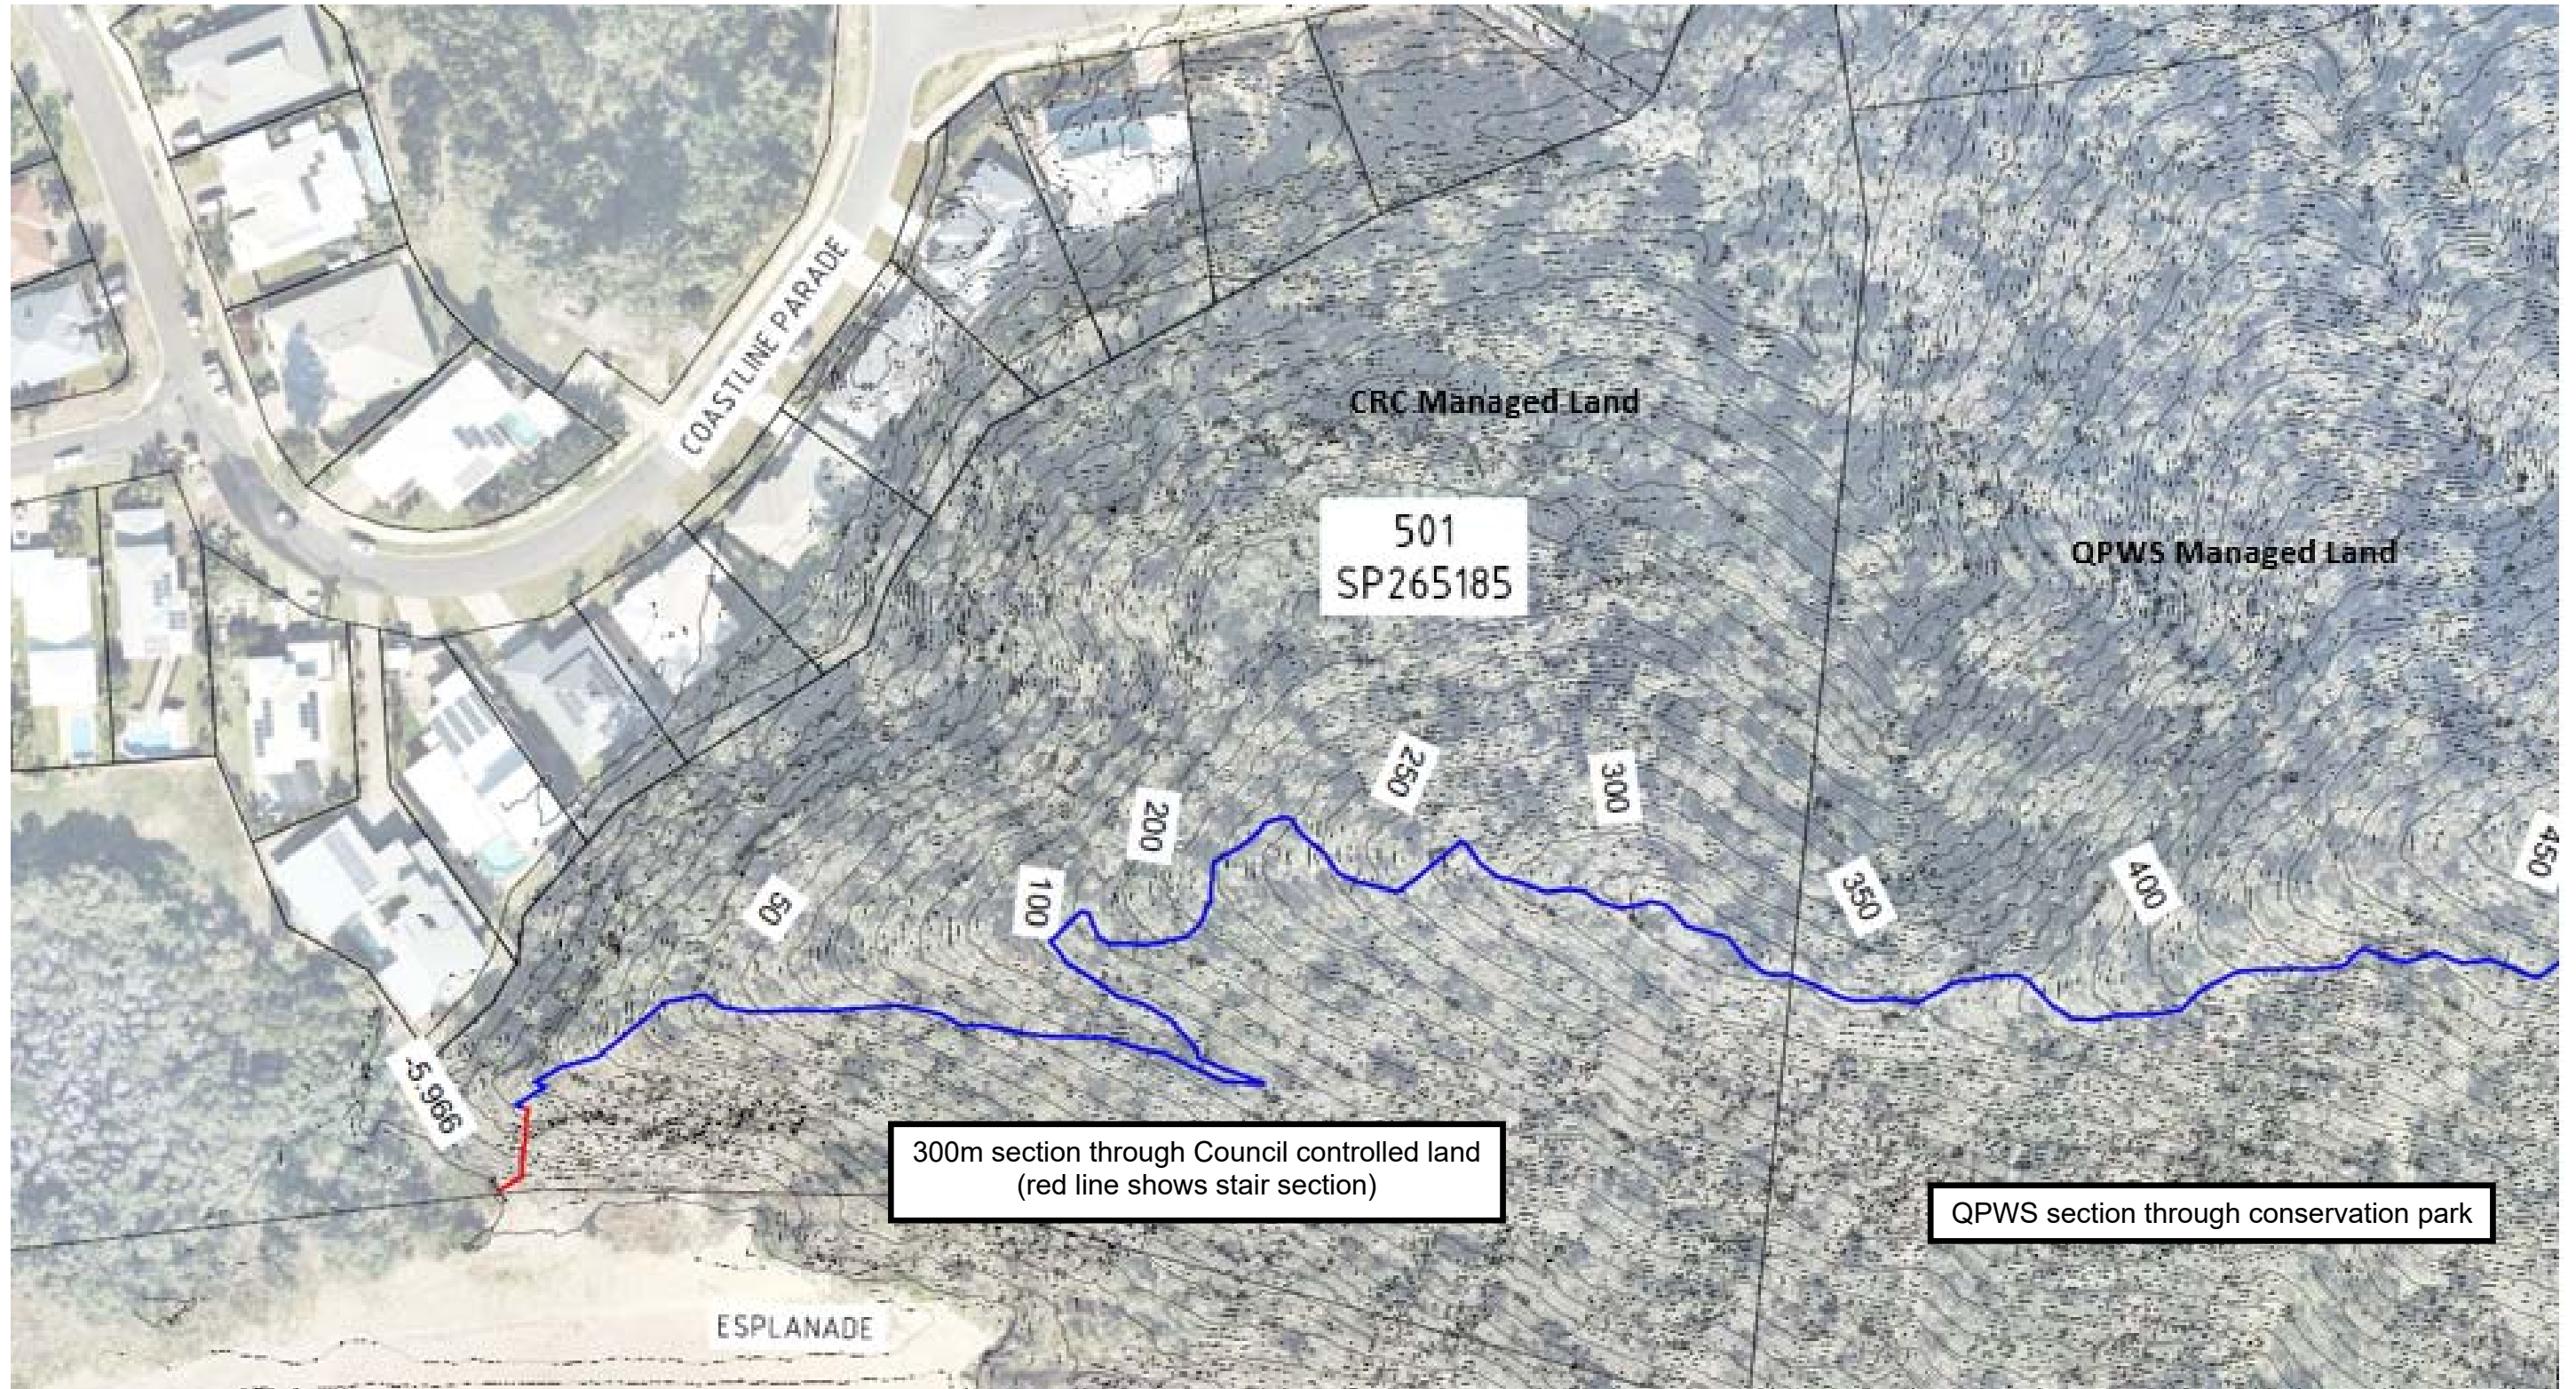 COASTLINE PARADE
CRC Managed Land
501
SP265185
QPWS Managed Land
250
300
200
450
50
100
350
400
-5.966
300m section through Council controlled land
(red line shows stair section)
QPWS section through conservation park
ESPLANADE